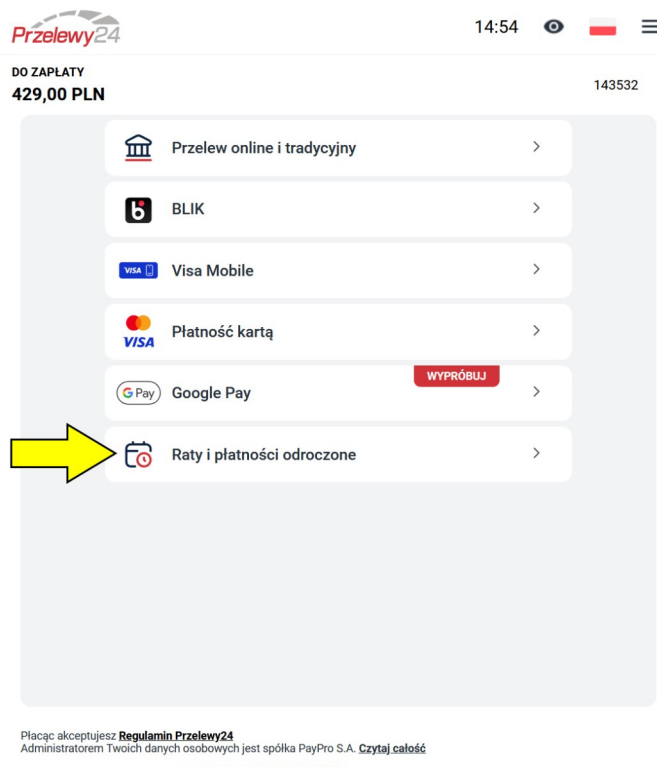 Przelewy24
14:54
DO ZAPŁATY
429,00 PLN
143532
Przelew online i tradycyjny
BLIK
VISA
Visa Mobile
VISA
Płatność kartą
WYPRÓBUJ
G Pay
Google Pay
Raty i płatności odroczone
Płacąc akceptujesz Regulamin Przelewy24
Administratorem Twoich danych osobowych jest spółka PayPro S.A. Czytaj całość